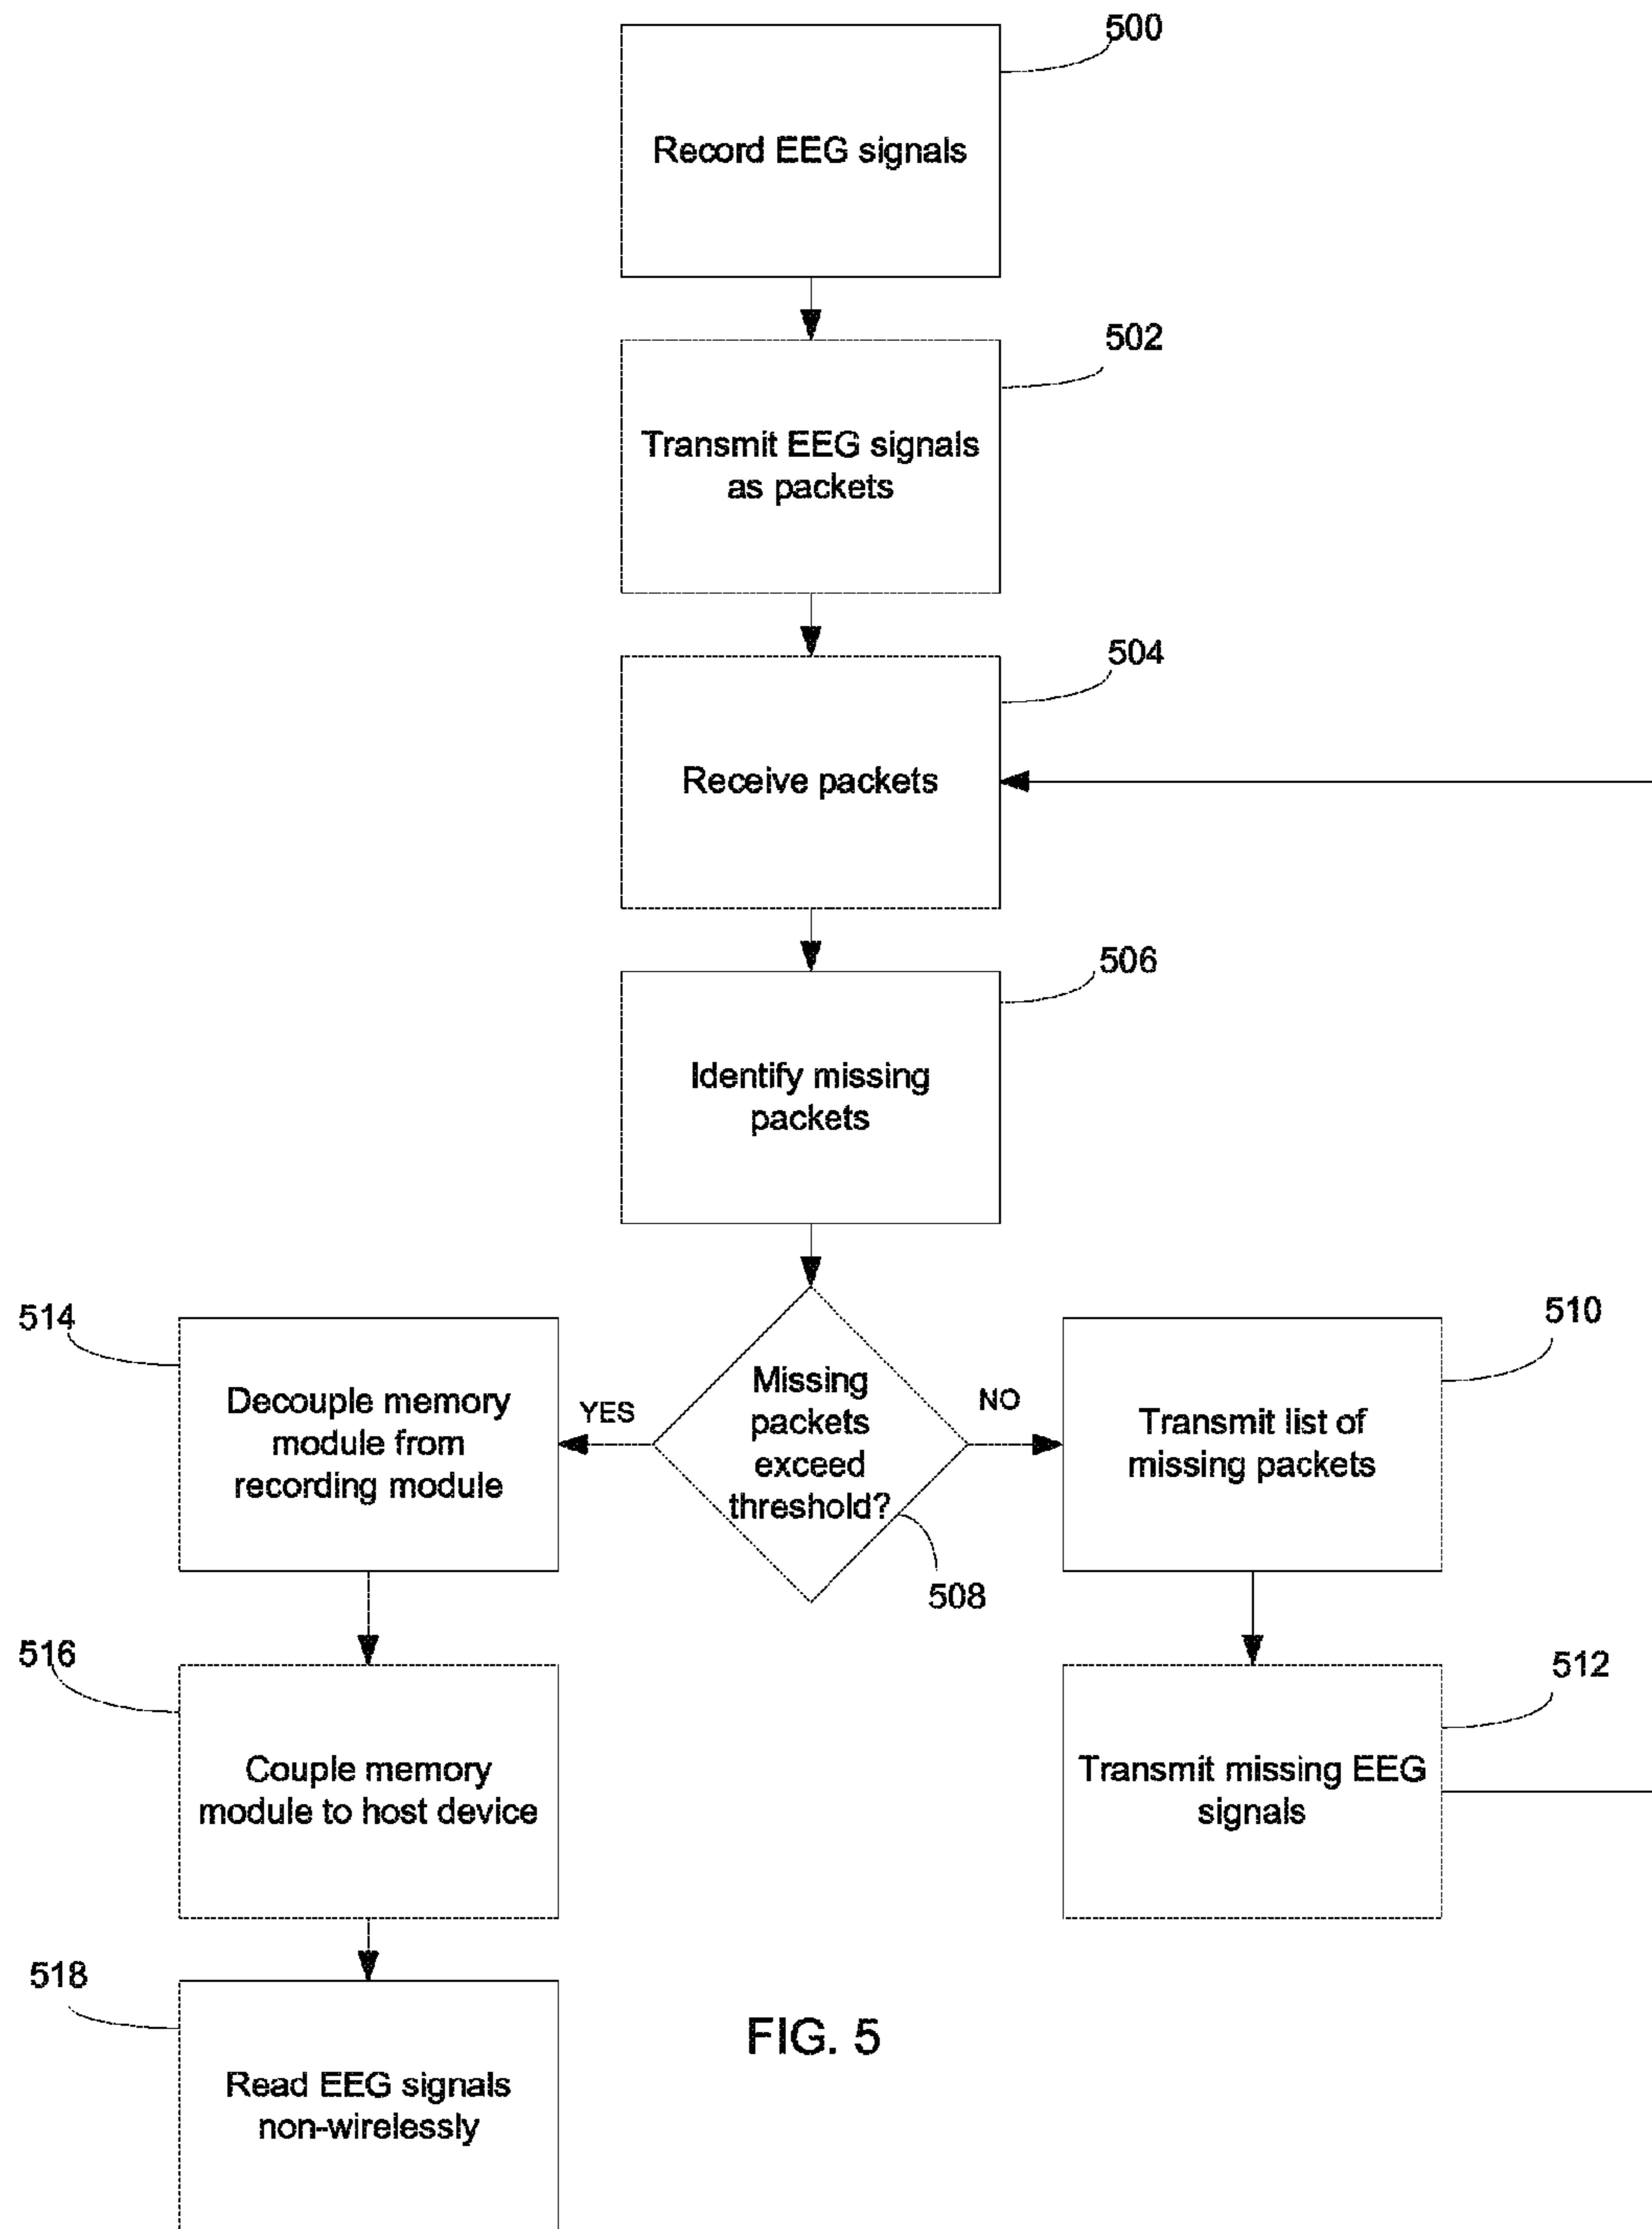 500
Record EEG signals
502
Transmit EEG signals
as packets
504
Receive packets
506
Identify missing
packets
514
Decouple memory
module from
recording module
YES
Missing
packets
exceed
threshold?
508
NO
510
Transmit list of
missing packets
516
Couple memory
module to host device
512
Transmit missing EEG
signals
518
Read EEG signals
non-wirelessly
FIG. 5